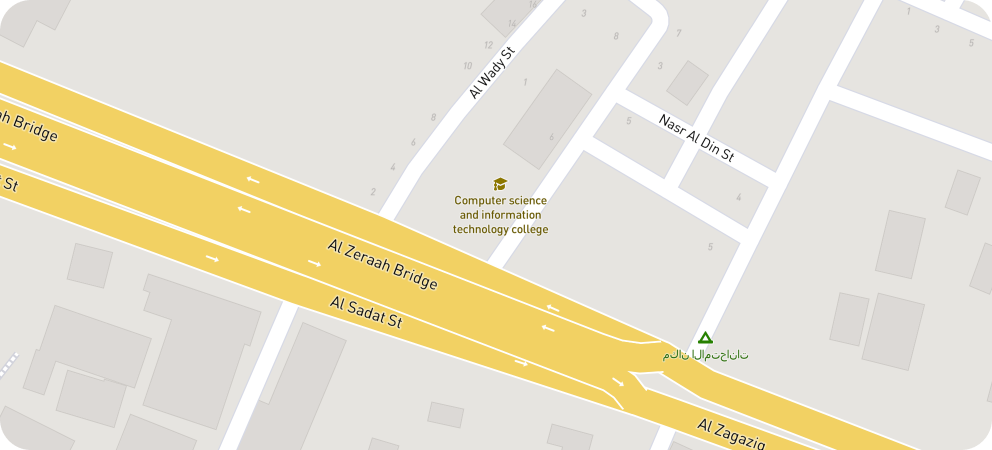 16
14
12
10
8
6
4
2
Al Wady St
3
8
7
3
1
6
5
1
3
5
Nasr Al Din St
4
5
ah Bridge
t St
Computer science
and information
technology college
Al Zeraah Bridge
Al Sadat St
مكان الامتحانات
Al Zagazig